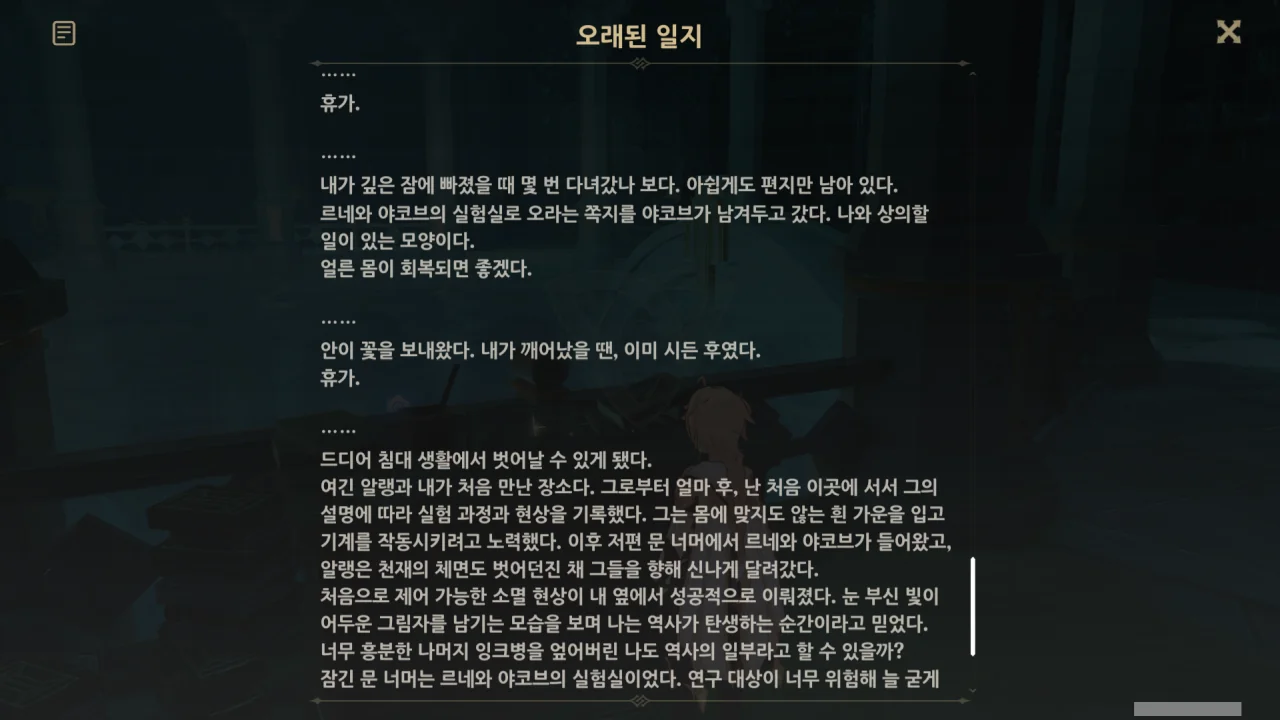 오래된 일지
……
휴가.
……
내가 깊은 잠에 빠졌을 때 몇 번 다녀갔나 보다. 아쉽게도 편지만 남아 있다.
르네와 야코브의 실험실로 오라는 쪽지를 야코브가 남겨두고 갔다. 나와 상의할
일이 있는 모양이다.
얼른 몸이 회복되면 좋겠다.
……
안이 꽃을 보내왔다. 내가 깨어났을 땐, 이미 시든 후였다.
휴가.
……
드디어 침대 생활에서 벗어날 수 있게 됐다.
여긴 알랭과 내가 처음 만난 장소다. 그로부터 얼마 후, 난 처음 이곳에 서서 그의
설명에 따라 실험 과정과 현상을 기록했다. 그는 몸에 맞지도 않는 흰 가운을 입고
기계를 작동시키려고 노력했다. 이후 저편 문 너머에서 르네와 야코브가 들어왔고,
알랭은 천재의 체면도 벗어던진 채 그들을 향해 신나게 달려갔다.
처음으로 제어 가능한 소멸 현상이 내 옆에서 성공적으로 이뤄졌다. 눈 부신 빛이
어두운 그림자를 남기는 모습을 보며 나는 역사가 탄생하는 순간이라고 믿었다.
너무 흥분한 나머지 잉크병을 엎어버린 나도 역사의 일부라고 할 수 있을까?
잠긴 문 너머는 르네와 야코브의 실험실이었다. 연구 대상이 너무 위험해 늘 굳게